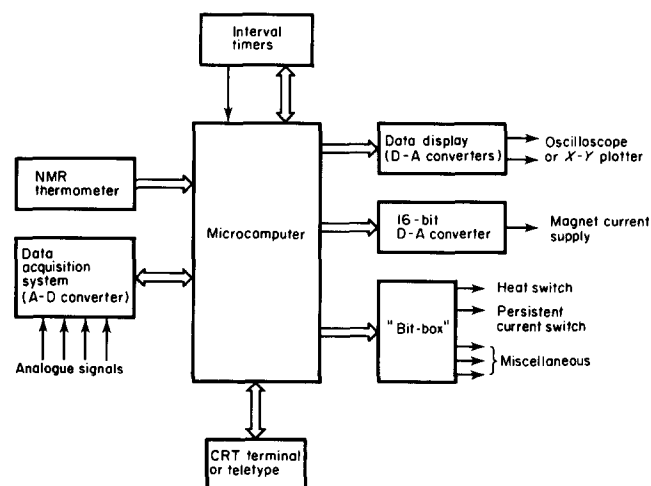 Interval
timers
NMR
thermometer
Data
acquisition
system
(A-D converter)
Analogue signals
Microcomputer
Data display
(D-A converters)
Oscilloscope
or X-Y plotter
16-bit
D-A converter
Magnet current
supply
"Bit-box"
Heat switch
Persistent
current switch
Miscellaneous
CRT terminal
or teletype